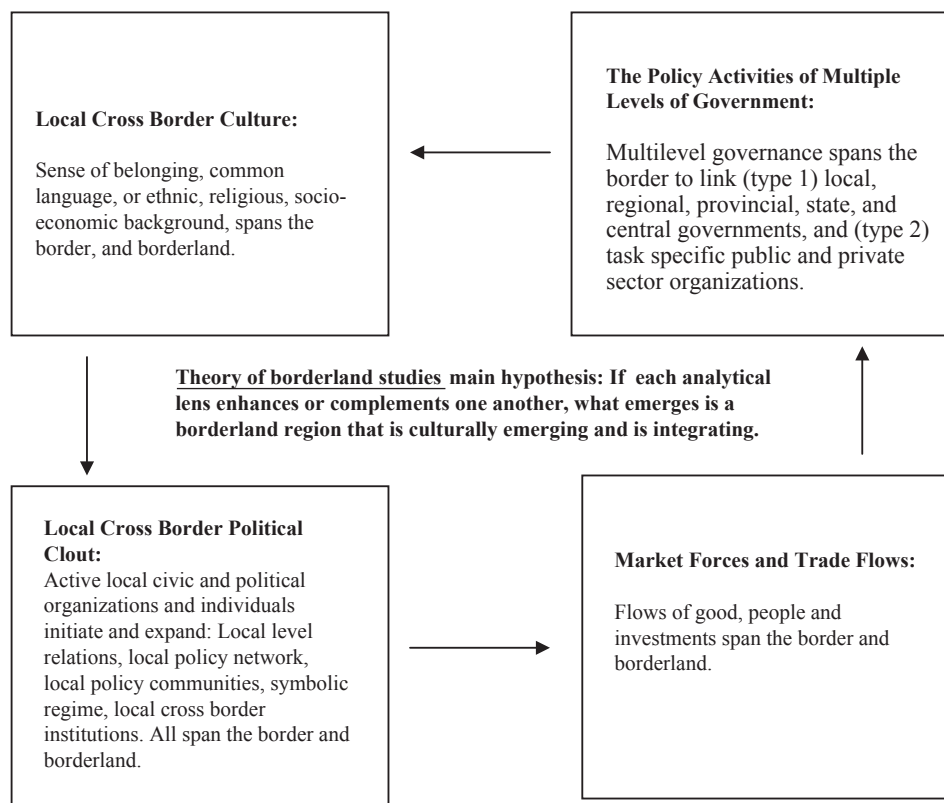 Local Cross Border Culture:
Sense of belonging, common
language, or ethnic, religious, socio-
economic background, spans the
border, and borderland.
The Policy Activities of Multiple
Levels of Government:
Multilevel governance spans the
border to link (type 1) local,
regional, provincial, state, and
central governments, and (type 2)
task specific public and private
sector organizations.
Theory of borderland studies main hypothesis: If each analytical
lens enhances or complements one another, what emerges is a
borderland region that is culturally emerging and is integrating.
Local Cross Border Political
Clout:
Active local civic and political
organizations and individuals
initiate and expand: Local level
relations, local policy network,
local policy communities, symbolic
regime, local cross border
institutions. All span the border and
borderland.
Market Forces and Trade Flows:
Flows of good, people and
investments span the border and
borderland.